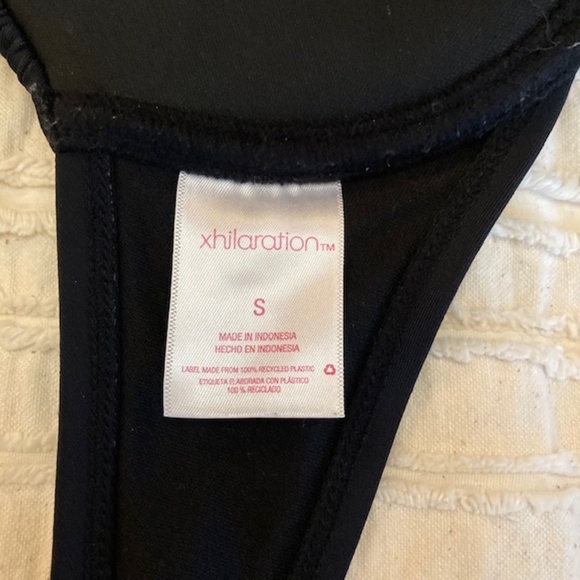 xhilaration™
S
MADE IN INDONESIA
HECHO EN INDONESIA
LABEL MADE FROM 100% RECYCLED PLASTIC
ETIQUETA ELABORADA CON PLÁSTICO
100 % RECICLADO